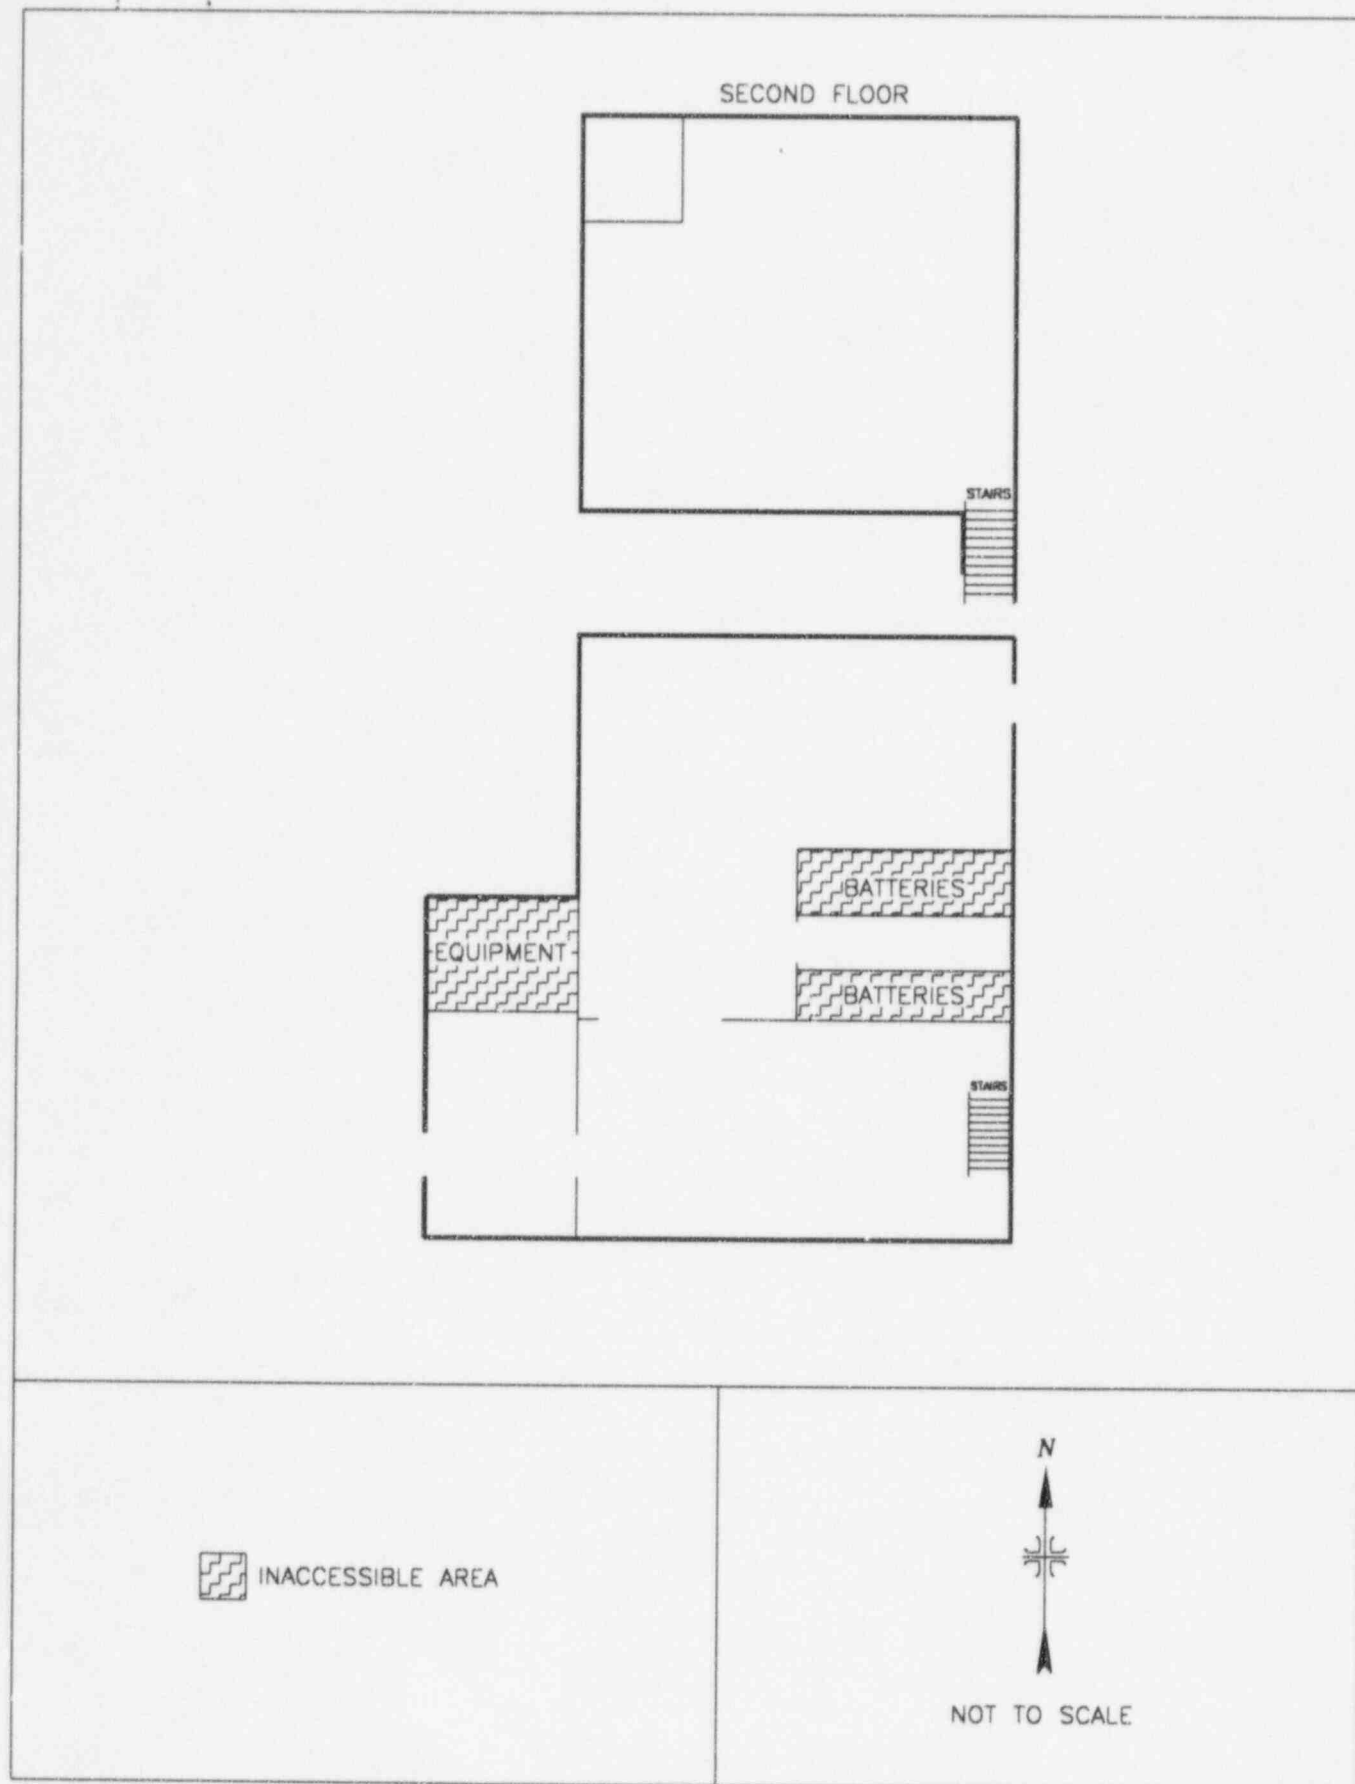 SECOND FLOOR
STAIRS
BATTERIES
EQUIPMENT
BATTERIES
STAIRS
INACCESSIBLE AREA
N
NOT TO SCALE